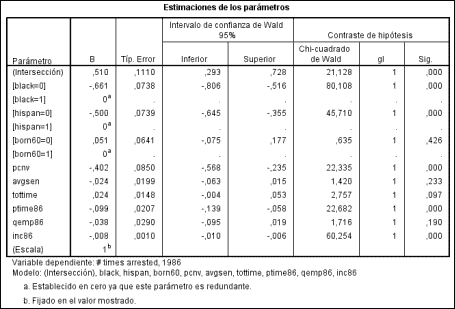 Estimaciones de los parámetros
Intervalo de confianza de Wald 95% Contraste de hipótesis
Parámetro B Típ. Error Inferior Superior Chi-cuadrado de Wald gl Sig.
(Intersección) ,510 ,1110 ,293 ,728 21,128 1 ,000
[black=0] -,661 ,0738 -,806 -,516 80,108 1 ,000
[black=1] 0a . . . . . .
[hispan=0] -,500 ,0739 -,645 -,355 45,710 1 ,000
[hispan=1] 0a . . . . . .
[born60=0] ,051 ,0641 -,075 ,177 ,635 1 ,426
[born60=1] 0a . . . . . .
pcnv -,402 ,0850 -,568 -,235 22,335 1 ,000
avgsen -,024 ,0199 -,063 ,015 1,420 1 ,233
tottime ,024 ,0148 -,004 ,053 2,757 1 ,097
ptime86 -,099 ,0207 -,139 -,058 22,682 1 ,000
qemp86 -,038 ,0290 -,095 ,019 1,716 1 ,190
inc86 -,008 ,0010 -,010 -,006 60,254 1 ,000
(Escala) 1b
Variable dependiente: # times arrested, 1986
Modelo: (Intersección), black, hispan, born60, pcnv, avgsen, tottime, ptime86, qemp86, inc86
a. Establecido en cero ya que este parámetro es redundante.
b. Fijado en el valor mostrado.